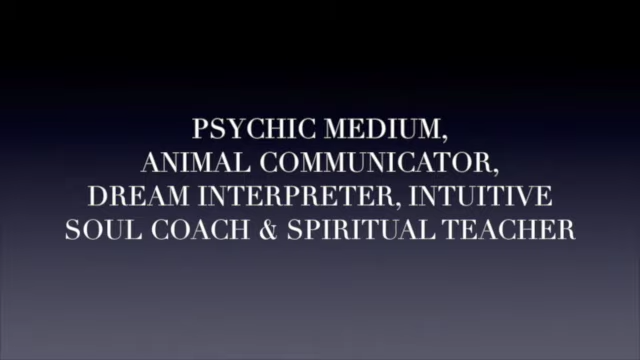 PSYCHIC MEDIUM,
ANIMAL COMMUNICATOR,
DREAM INTERPRETER, INTUITIVE
SOUL COACH & SPIRITUAL TEACHER